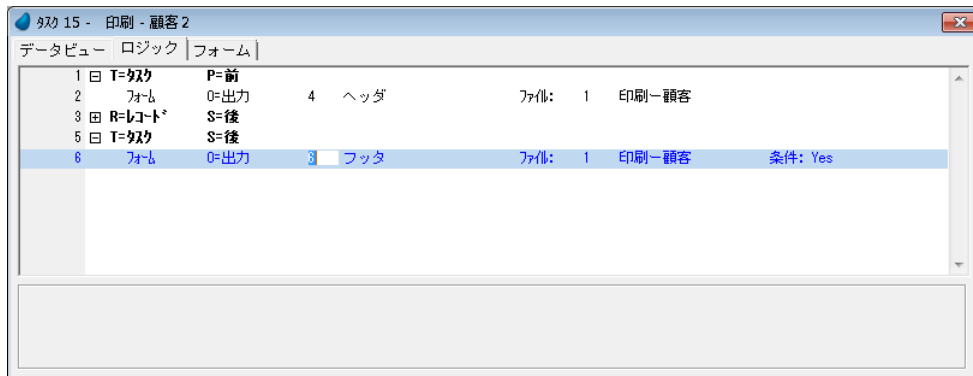 ﾀｽｸ 15 - 印刷 - 顧客２
データビュー ロジック フォーム
1 T=ﾀｽｸ P=前
2 ﾌｫｰﾑ O=出力 4 ヘッダ ﾌｧｲﾙ: 1 印刷－顧客
3 R=ﾚｺｰﾄﾞ S=後
5 T=ﾀｽｸ S=後
6 ﾌｫｰﾑ O=出力 6 フッタ ﾌｧｲﾙ: 1 印刷－顧客 条件: Yes